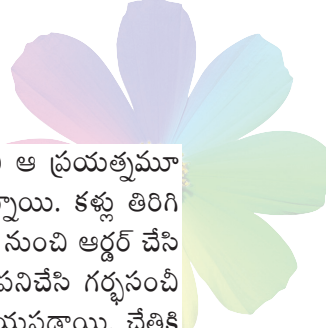 ఆ ప్రయత్నమూ
్నాయి. కళ్లు తిరిగి
నుంచి ఆర్డర్ చేసి
పనిచేసి గర్భసంచీ